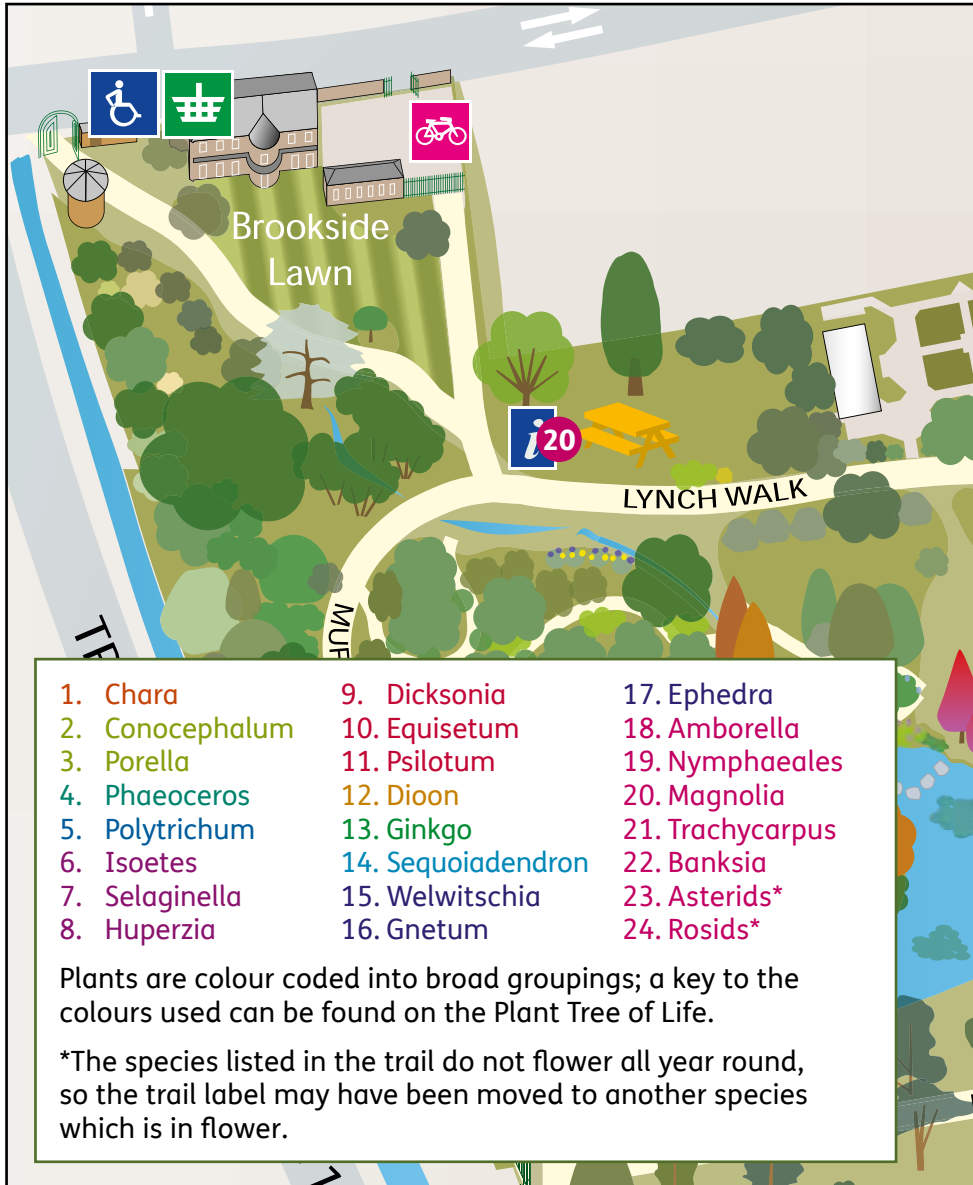 Brookside
Lawn
i 20
LYNCH WALK
1. Chara
2. Conocephalum
3. Porella
4. Phaeoceros
5. Polytrichum
6. Isoetes
7. Selaginella
8. Huperzia
9. Dicksonia
10. Equisetum
11. Psilotum
12. Dioon
13. Ginkgo
14. Sequoiadendron
15. Welwitschia
16. Gnetum
17. Ephedra
18. Amborella
19. Nymphaeales
20. Magnolia
21. Trachycarpus
22. Banksia
23. Asterids*
24. Rosids*
Plants are colour coded into broad groupings; a key to the
colours used can be found on the Plant Tree of Life.
*The species listed in the trail do not flower all year round,
so the trail label may have been moved to another species
which is in flower.